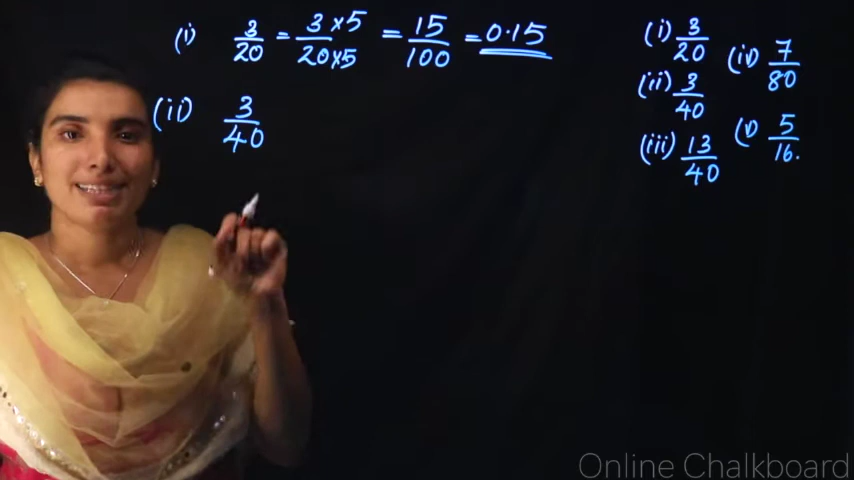 (i) 3/20 = 3×5/20×5 = 15/100 = 0.15
(ii) 3/40
(i) 3/20
(ii) 3/40
(iii) 13/40
(iv) 7/80
(v) 5/16.
Online Chalkboard